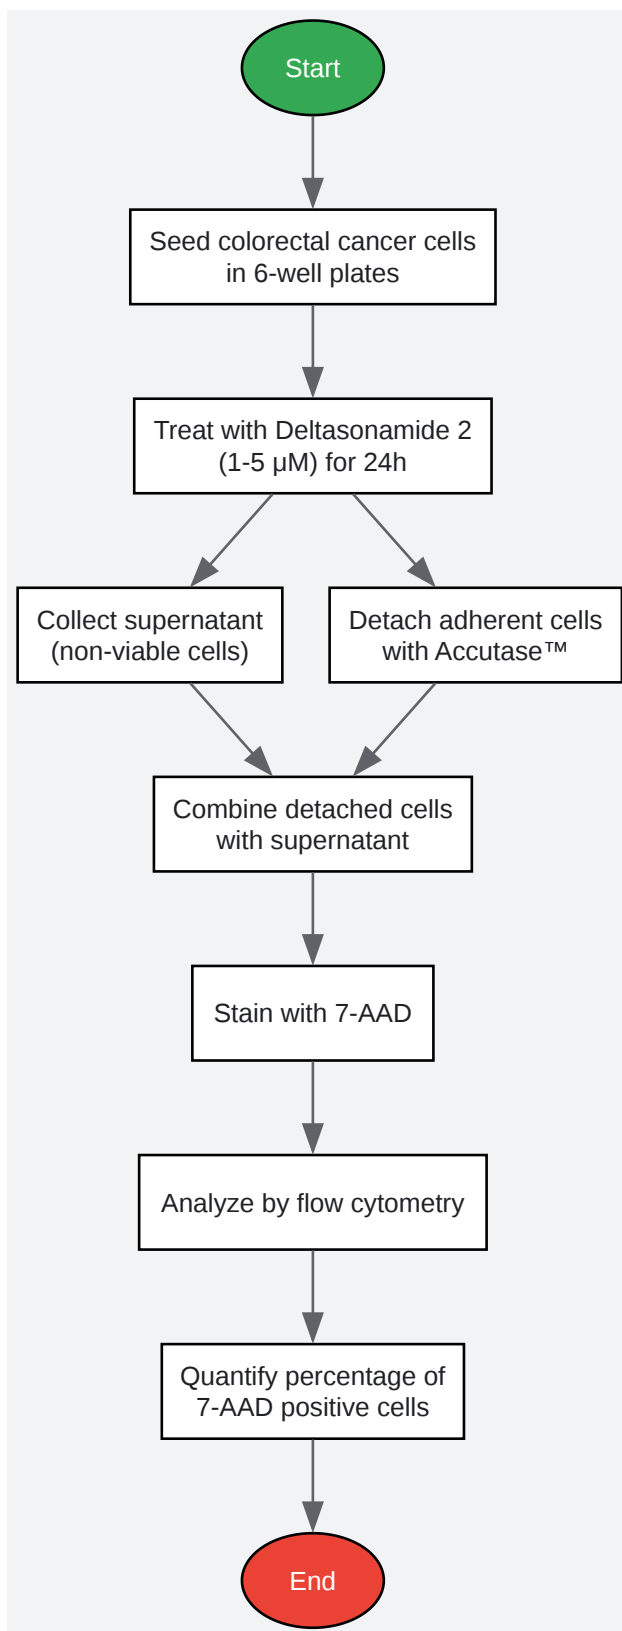 Start
Seed colorectal cancer cells
in 6-well plates
Treat with Deltasonamide 2
(1-5 μM) for 24h
Collect supernatant
(non-viable cells)
Detach adherent cells
with Accutase™
Combine detached cells
with supernatant
Stain with 7-AAD
Analyze by flow cytometry
Quantify percentage of
7-AAD positive cells
End